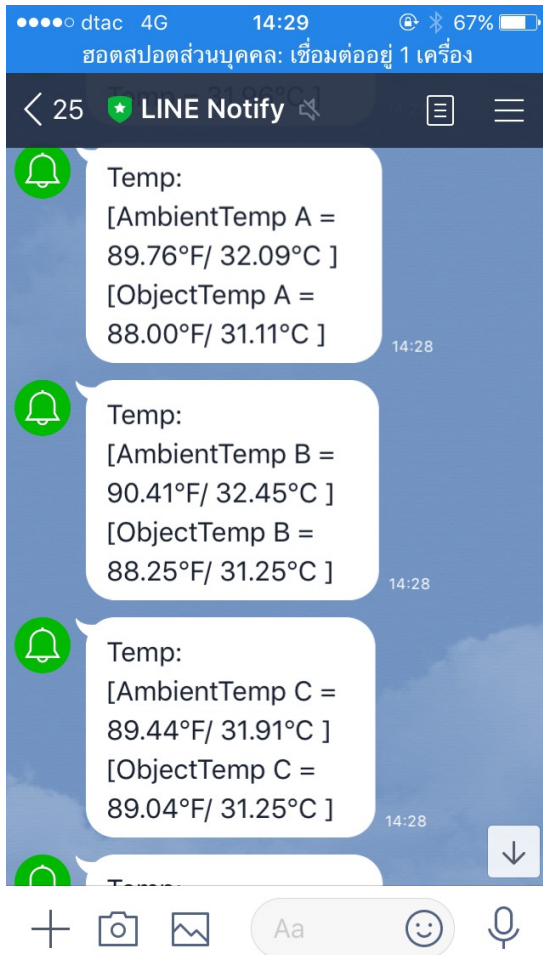 dtac 4G 14:29 67%
ฮอตสปอตส่วนบุคคล: เชื่อมต่ออยู่ 1 เครื่อง
25 LINE Notify
Temp:
[AmbientTemp A =
89.76°F/ 32.09°C ]
[ObjectTemp A =
88.00°F/ 31.11°C ]
14:28
Temp:
[AmbientTemp B =
90.41°F/ 32.45°C ]
[ObjectTemp B =
88.25°F/ 31.25°C ]
14:28
Temp:
[AmbientTemp C =
89.44°F/ 31.91°C ]
[ObjectTemp C =
89.04°F/ 31.25°C ]
14:28
Aa